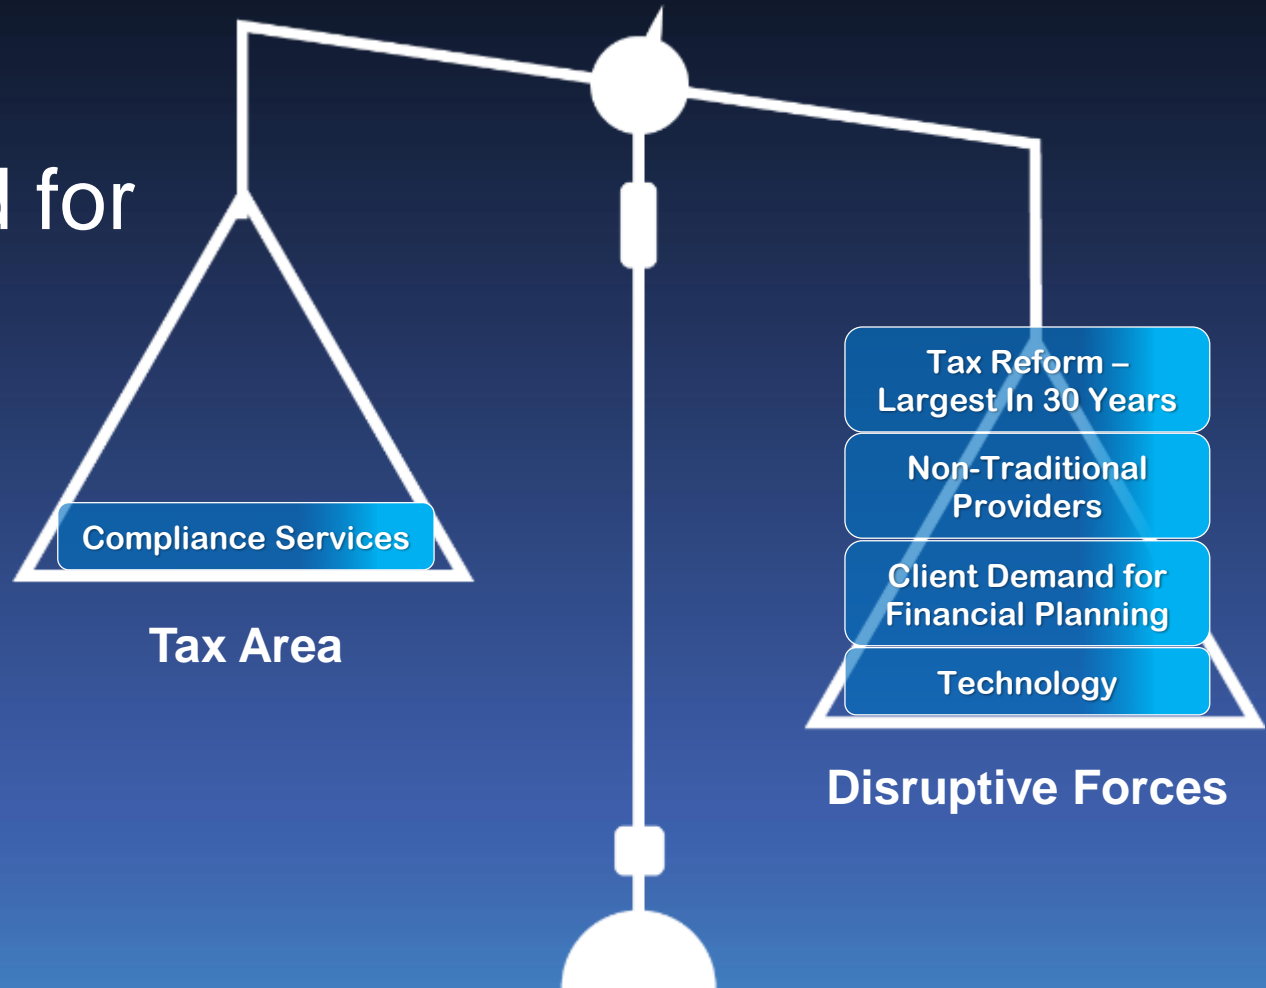 for
Compliance Services
Tax Area
Tax Reform –
Largest In 30 Years
Non-Traditional
Providers
Client Demand for
Financial Planning
Technology
Disruptive Forces